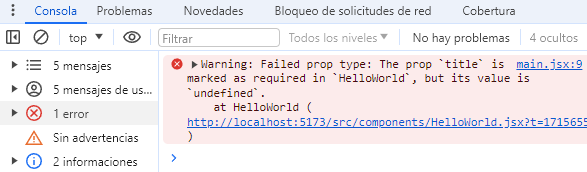 Consola Problemas Novedades Bloqueo de solicitudes de red Cobertura
top Filtrar Todos los niveles No hay problemas 4 ocultos
5 mensajes
5 mensajes de us...
1 error
Sin advertencias
2 informaciones
Warning: Failed prop type: The prop `title` is main.jsx:9
marked as required in `HelloWorld`, but its value is
`undefined`.
at HelloWorld (
http://localhost:5173/src/components/HelloWorld.jsx?t=1715655
)